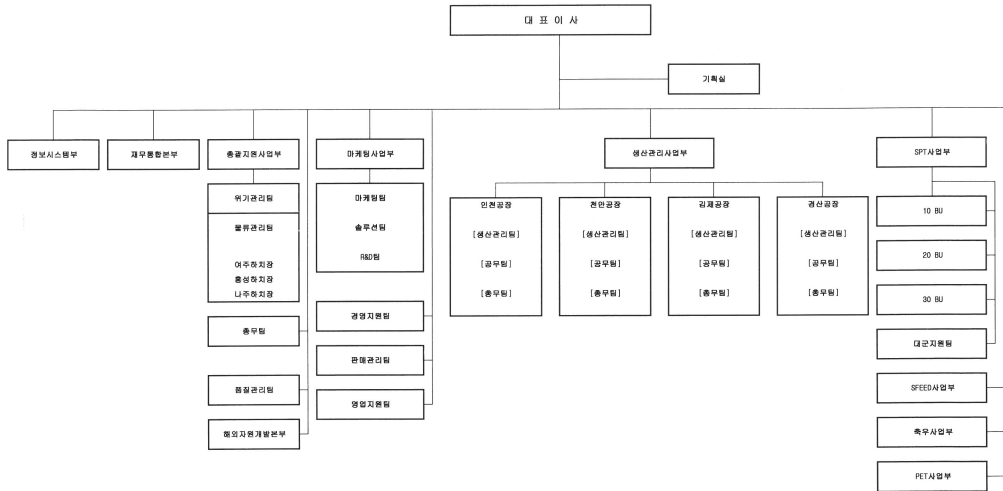 대 표 이 사
기획실
정보시스템부
재무통합본부
총괄지원사업부
마케팅사업부
생산관리사업부
SPT사업부
위기관리팀
물류관리팀
여주하치장
홍성하치장
나주하치장
총무팀
품질관리팀
해외자원개발본부
마케팅팀
솔루션팀
R&D팀
경영지원팀
판매관리팀
영업지원팀
인천공장
[생산관리팀]
[공무팀]
[총무팀]
천안공장
[생산관리팀]
[공무팀]
[총무팀]
김제공장
[생산관리팀]
[공무팀]
[총무팀]
경산공장
[생산관리팀]
[공무팀]
[총무팀]
10 BU
20 BU
30 BU
대군지원팀
SFEED사업부
축우사업부
PET사업부